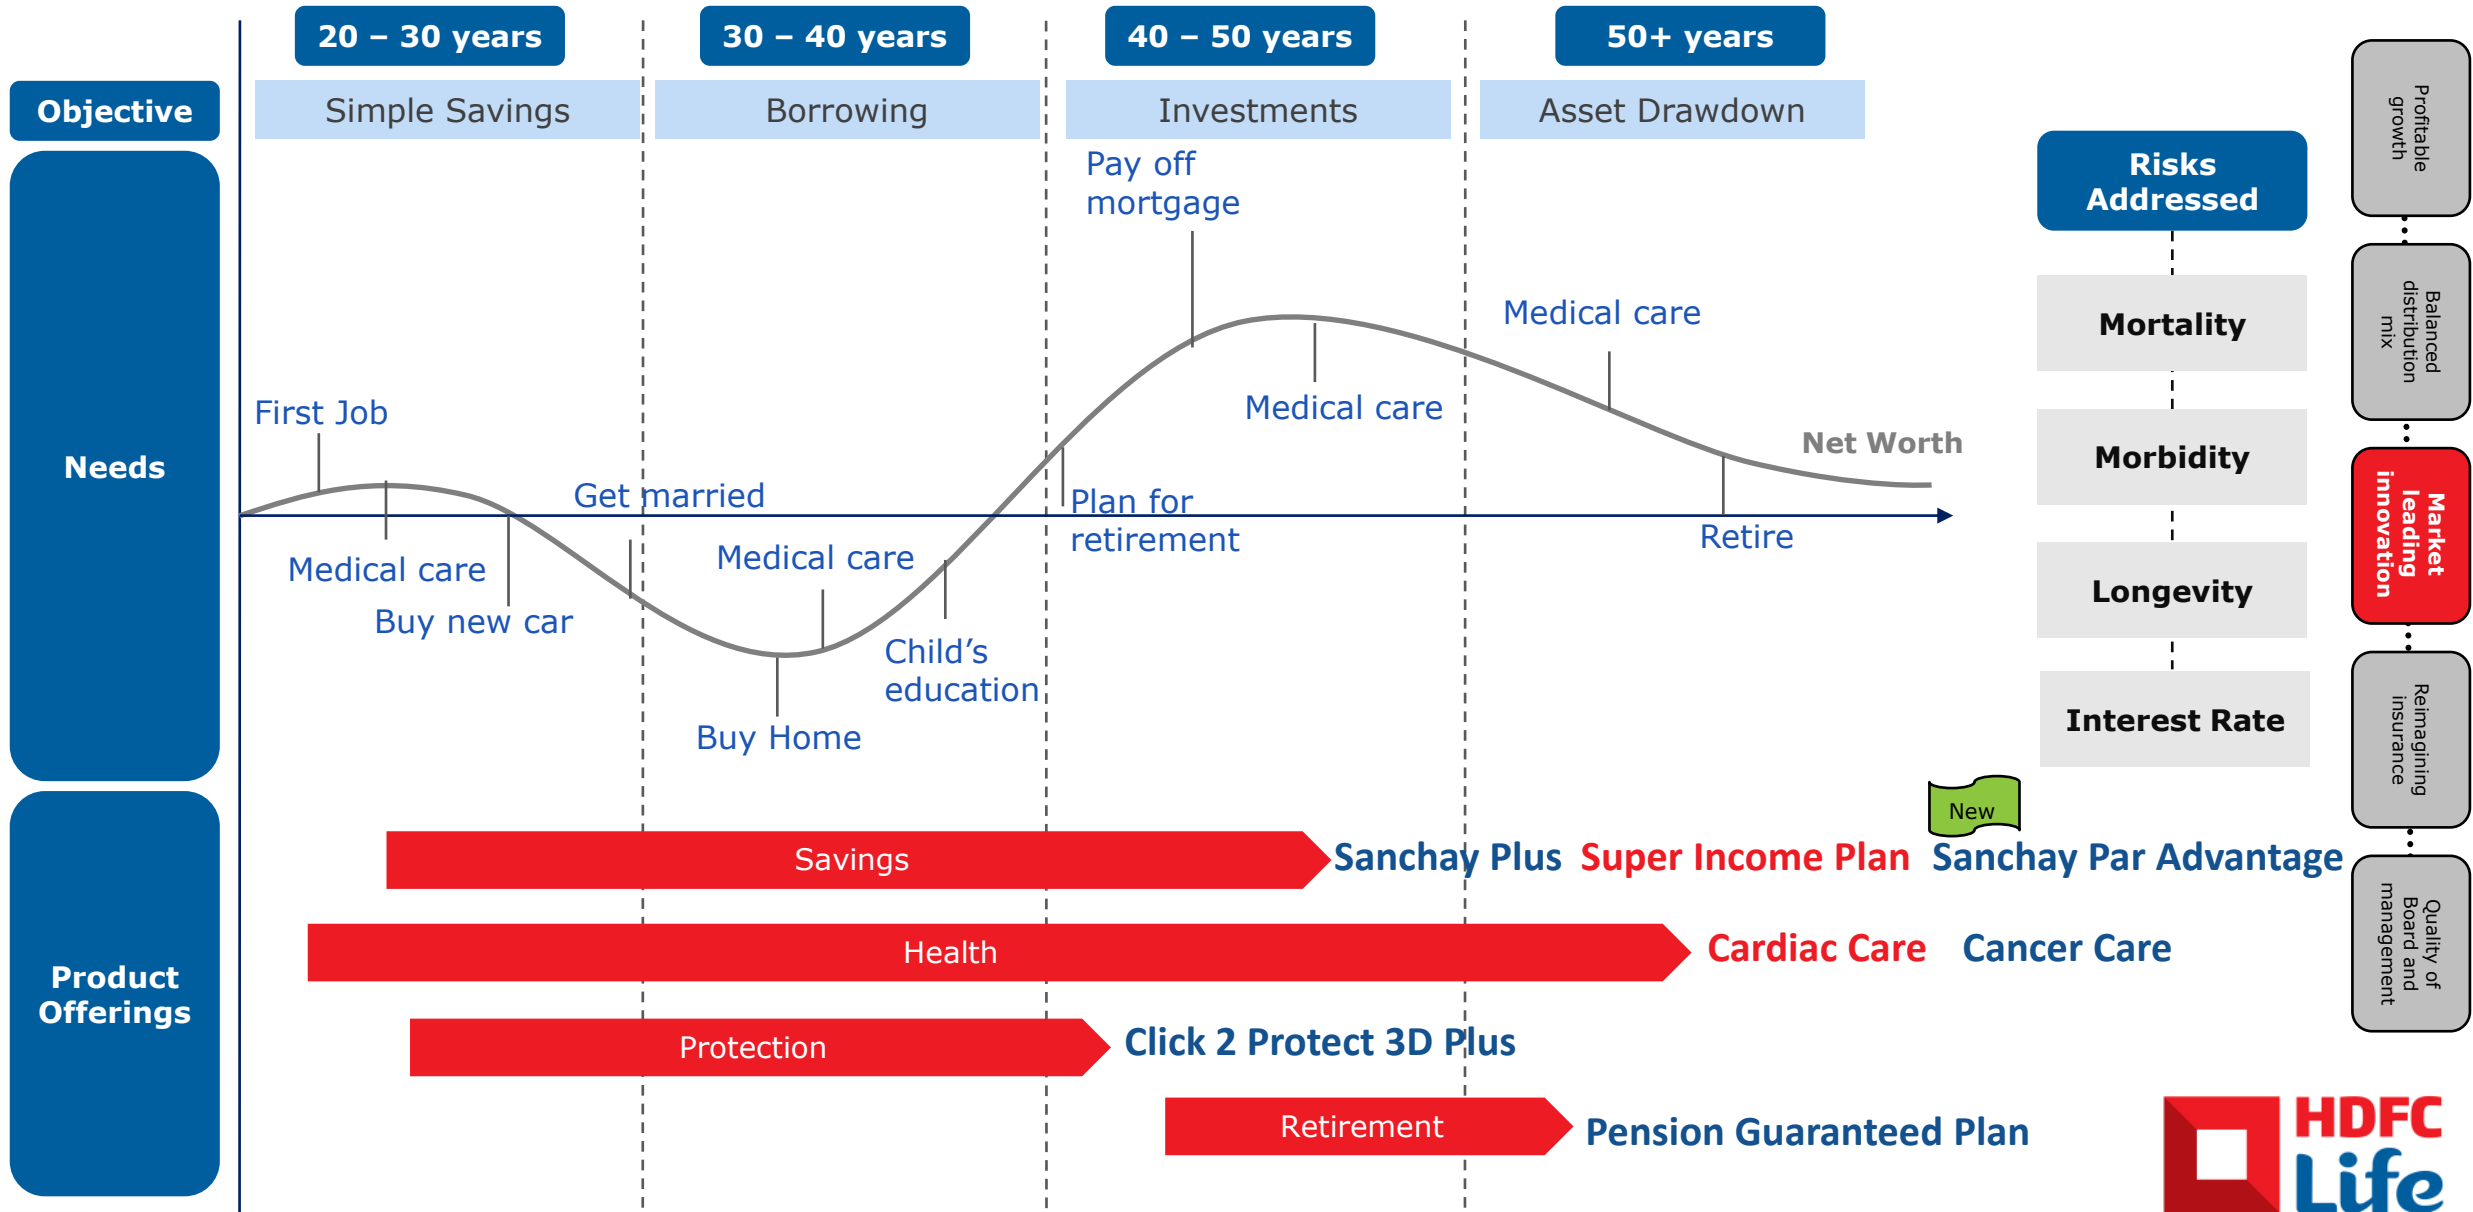 20 – 30 years
30 – 40 years
40 – 50 years
50+ years
Objective
Simple Savings
Borrowing
Investments
Asset Drawdown
Needs
First Job
Medical care
Buy new car
Get married
Medical care
Buy Home
Child’s
education
Pay off
mortgage
Plan for
retirement
Medical care
Medical care
Net Worth
Retire
Risks
Addressed
Mortality
Morbidity
Longevity
Interest Rate
Product
Offerings
Savings
Sanchay Plus Super Income Plan Sanchay Par Advantage
New
Health
Cardiac Care Cancer Care
Protection
Click 2 Protect 3D Plus
Retirement
Pension Guaranteed Plan
Profitable
growth
Balanced
distribution
mix
Market
leading
innovation
Reimagining
insurance
Quality of
Board and
management
HDFC
Life